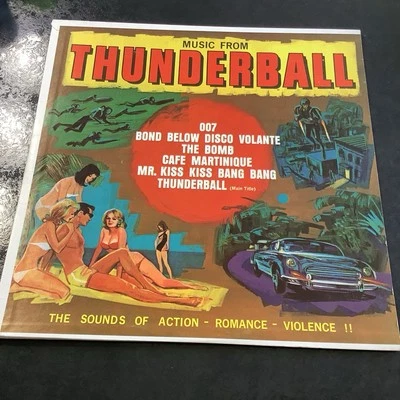 MUSIC FROM
THUNDERBALL
007
BOND BELOW DISCO VOLANTE
THE BOMB
CAFE MARTINIQUE
MR. KISS KISS BANG BANG
THUNDERBALL (Main Title)
THE SOUNDS OF ACTION - ROMANCE - VIOLENCE !!